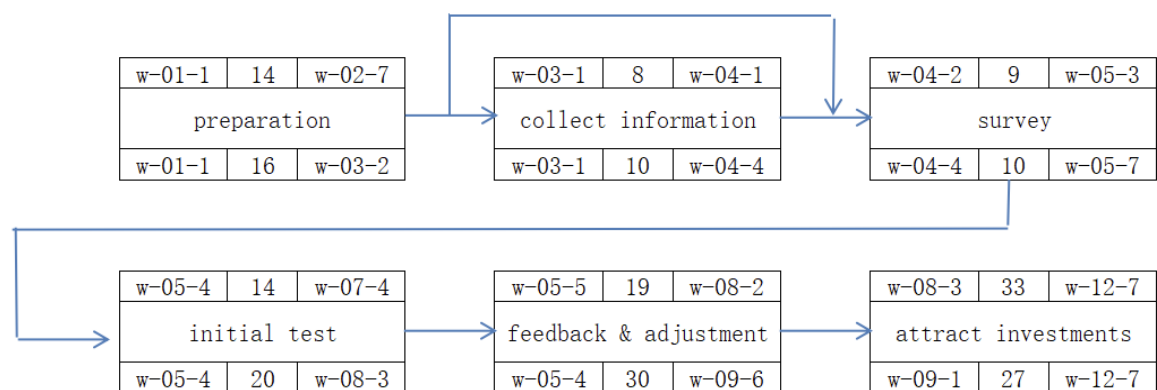 w-01-1 14 w-02-7
preparation
w-01-1 16 w-03-2
w-03-1 8 w-04-1
collect information
w-03-1 10 w-04-4
w-04-2 9 w-05-3
survey
w-04-4 10 w-05-7
w-05-4 14 w-07-4
initial test
w-05-4 20 w-08-3
w-05-5 19 w-08-2
feedback & adjustment
w-05-4 30 w-09-6
w-08-3 33 w-12-7
attract investments
w-09-1 27 w-12-7